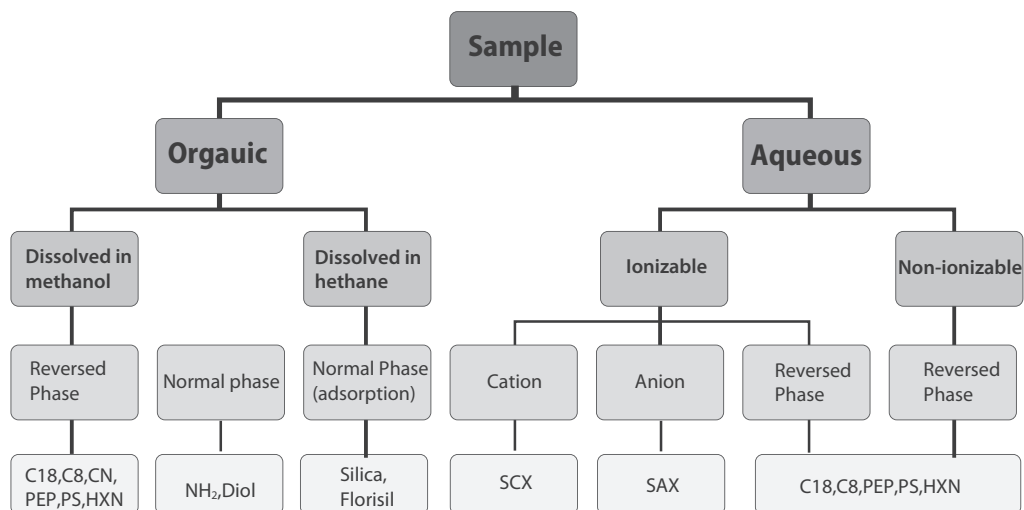 Sample
Orgauic
Aqueous
Dissolved in
methanol
Dissolved in
hethane
Ionizable
Non-ionizable
Reversed
Phase
Normal phase
Normal Phase
(adsorption)
Cation
Anion
Reversed
Phase
Reversed
Phase
C18,C8,CN,
PEP,PS,HXN
NH₂,Diol
Silica,
Florisil
SCX
SAX
C18,C8,PEP,PS,HXN